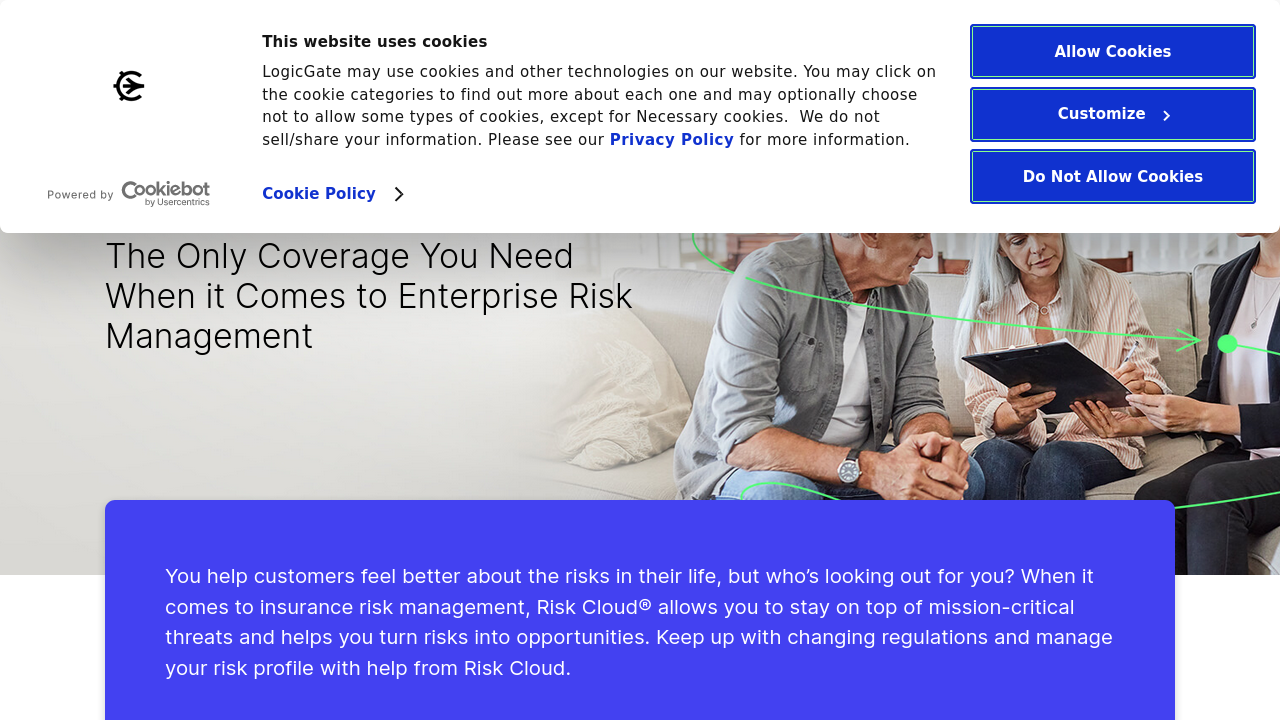 This website uses cookies
LogicGate may use cookies and other technologies on our website. You may click on
the cookie categories to find out more about each one and may optionally choose
not to allow some types of cookies, except for Necessary cookies.  We do not
sell/share your information. Please see our Privacy Policy for more information.
Allow Cookies
Customize
Do Not Allow Cookies
Powered by Cookiebot
by Usercentrics
Cookie Policy
The Only Coverage You Need
When it Comes to Enterprise Risk
Management
You help customers feel better about the risks in their life, but who’s looking out for you? When it
comes to insurance risk management, Risk Cloud® allows you to stay on top of mission-critical
threats and helps you turn risks into opportunities. Keep up with changing regulations and manage
your risk profile with help from Risk Cloud.